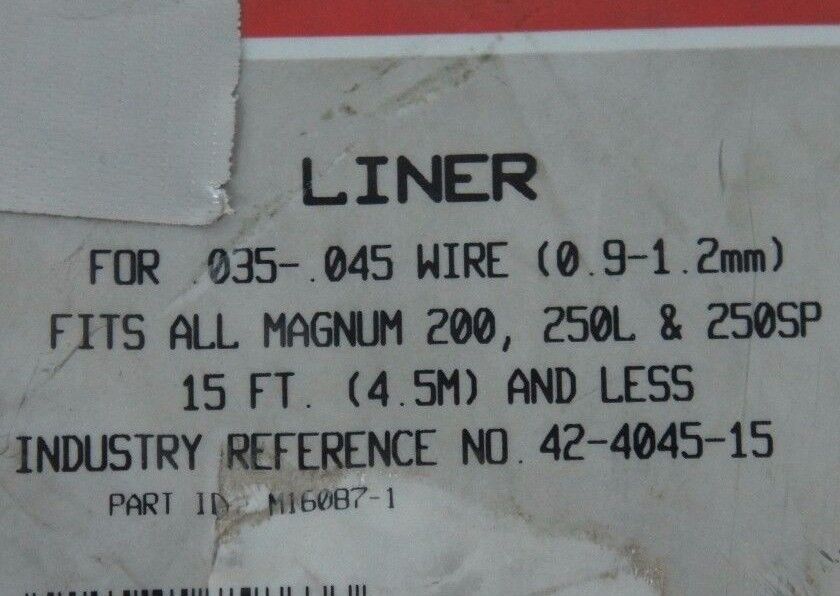 LINER
FOR .035-.045 WIRE (0.9-1.2mm)
FITS ALL MAGNUM 200, 250L & 250SP
15 FT. (4.5M) AND LESS
INDUSTRY REFERENCE NO. 42-4045-15
PART ID M16087-1